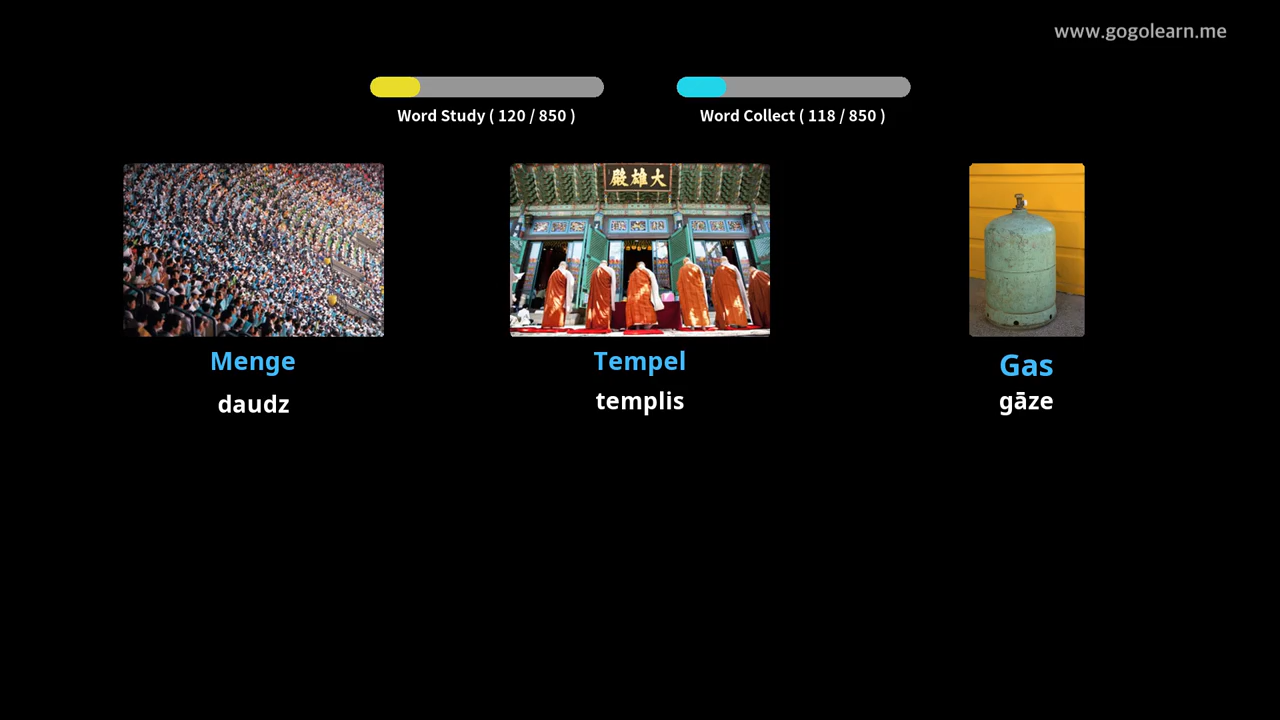 www.gogolearn.me
Word Study ( 120 / 850 )
Word Collect ( 118 / 850 )
殿雄大
Menge
Tempel
Gas
daudz
templis
gāze